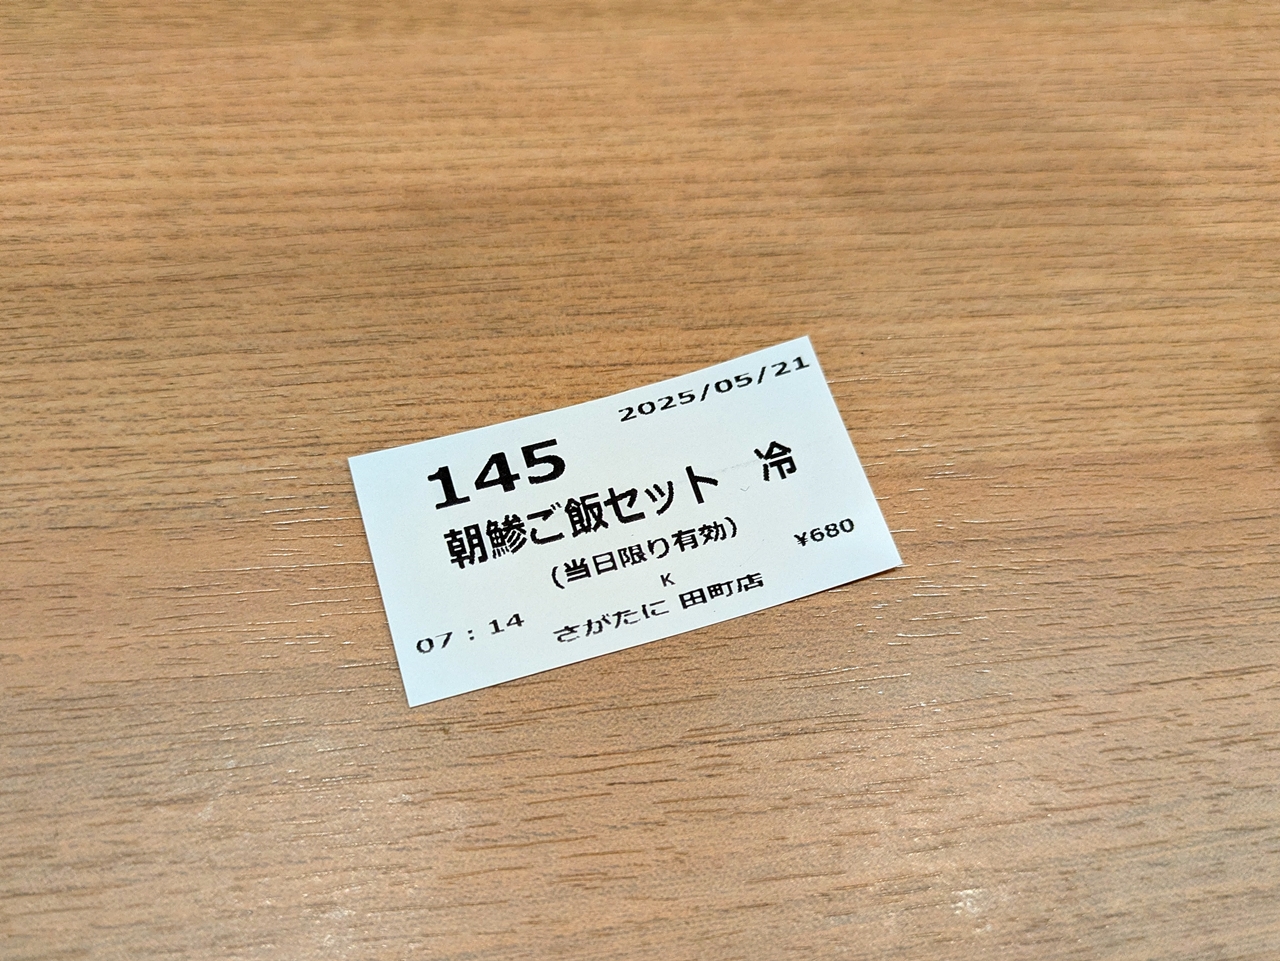 2025/05/21
145
朝鯵ご飯セット 冷
(当日限り有効)
¥680
K
07：14
さがたに 田町店